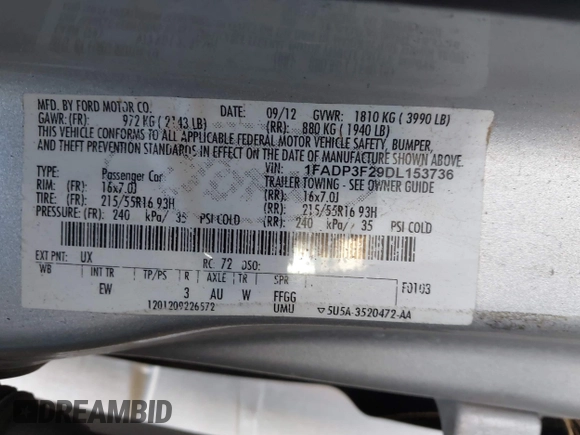 MFD. BY FORD MOTOR CO.
DATE: 09/12 GVWR: 1810 KG ( 3990 LB)
GAWR: (FR) 972 KG ( 2143 LB) (RR): 880 KG ( 1940 LB)
THIS VEHICLE CONFORMS TO ALL APPLICABLE FEDERAL MOTOR VEHICLE SAFETY, BUMPER,
AND THEFT PREVENTION STANDARDS IN EFFECT ON THE DATE OF MANUFACTURE SHOWN ABOVE.
VIN: 1FADP3F29DL153736
TYPE: Passenger Car TRAILER TOWING - SEE OWNER GUIDE
RIM: (FR): 16x7.0J (RR): 16x7.0J
TIRE: (FR): 215/55R16 93H (RR): 215/55R16 93H
PRESSURE: (FR): 240 kPa/ 35 PSI COLD (RR): 240 kPa/ 35 PSI COLD
EXT PNT: UX RC: 72 DSO:
WB INT TR TP/PS R AXLE TR SPR F0103
EW 3 AU W FFGG
1201209226572 UMU ▽5U5A-3520472-AA
DREAMBID